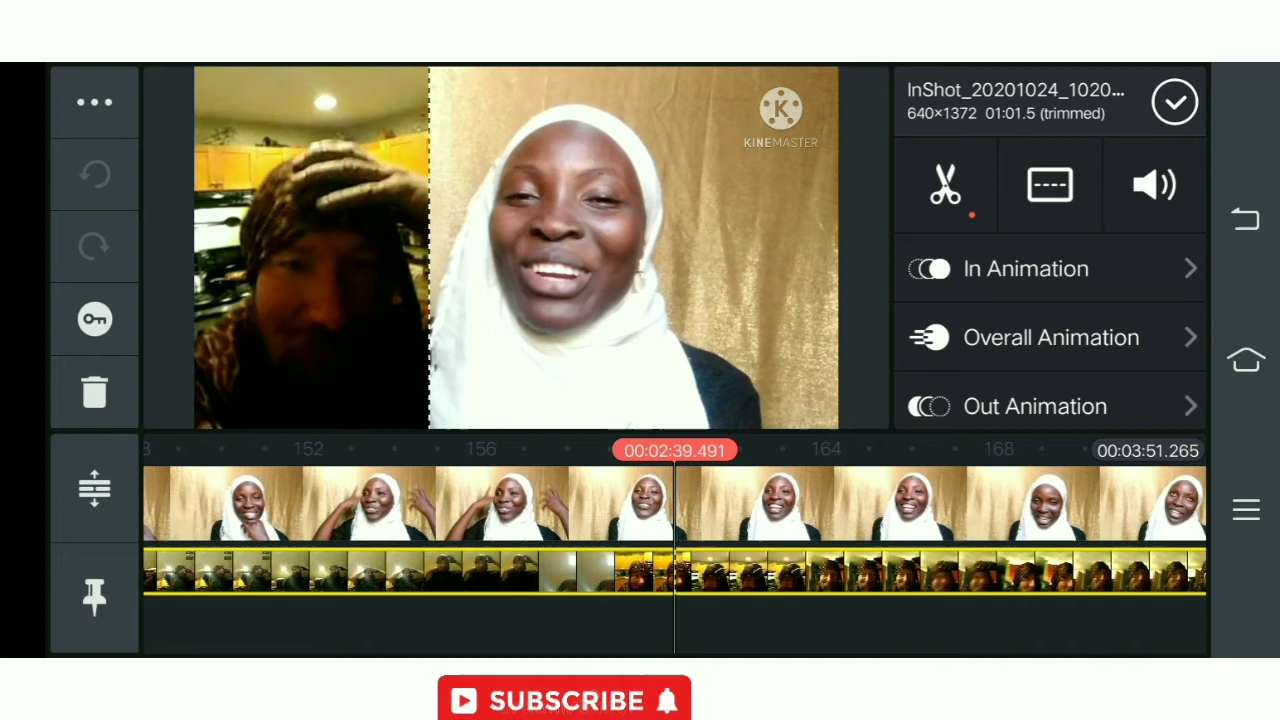 InShot_20201024_1020...
640×1372 01:01.5 (trimmed)
KINEMASTER
In Animation
Overall Animation
Out Animation
152
156
00:02:39.491
164
168
00:03:51.265
SUBSCRIBE